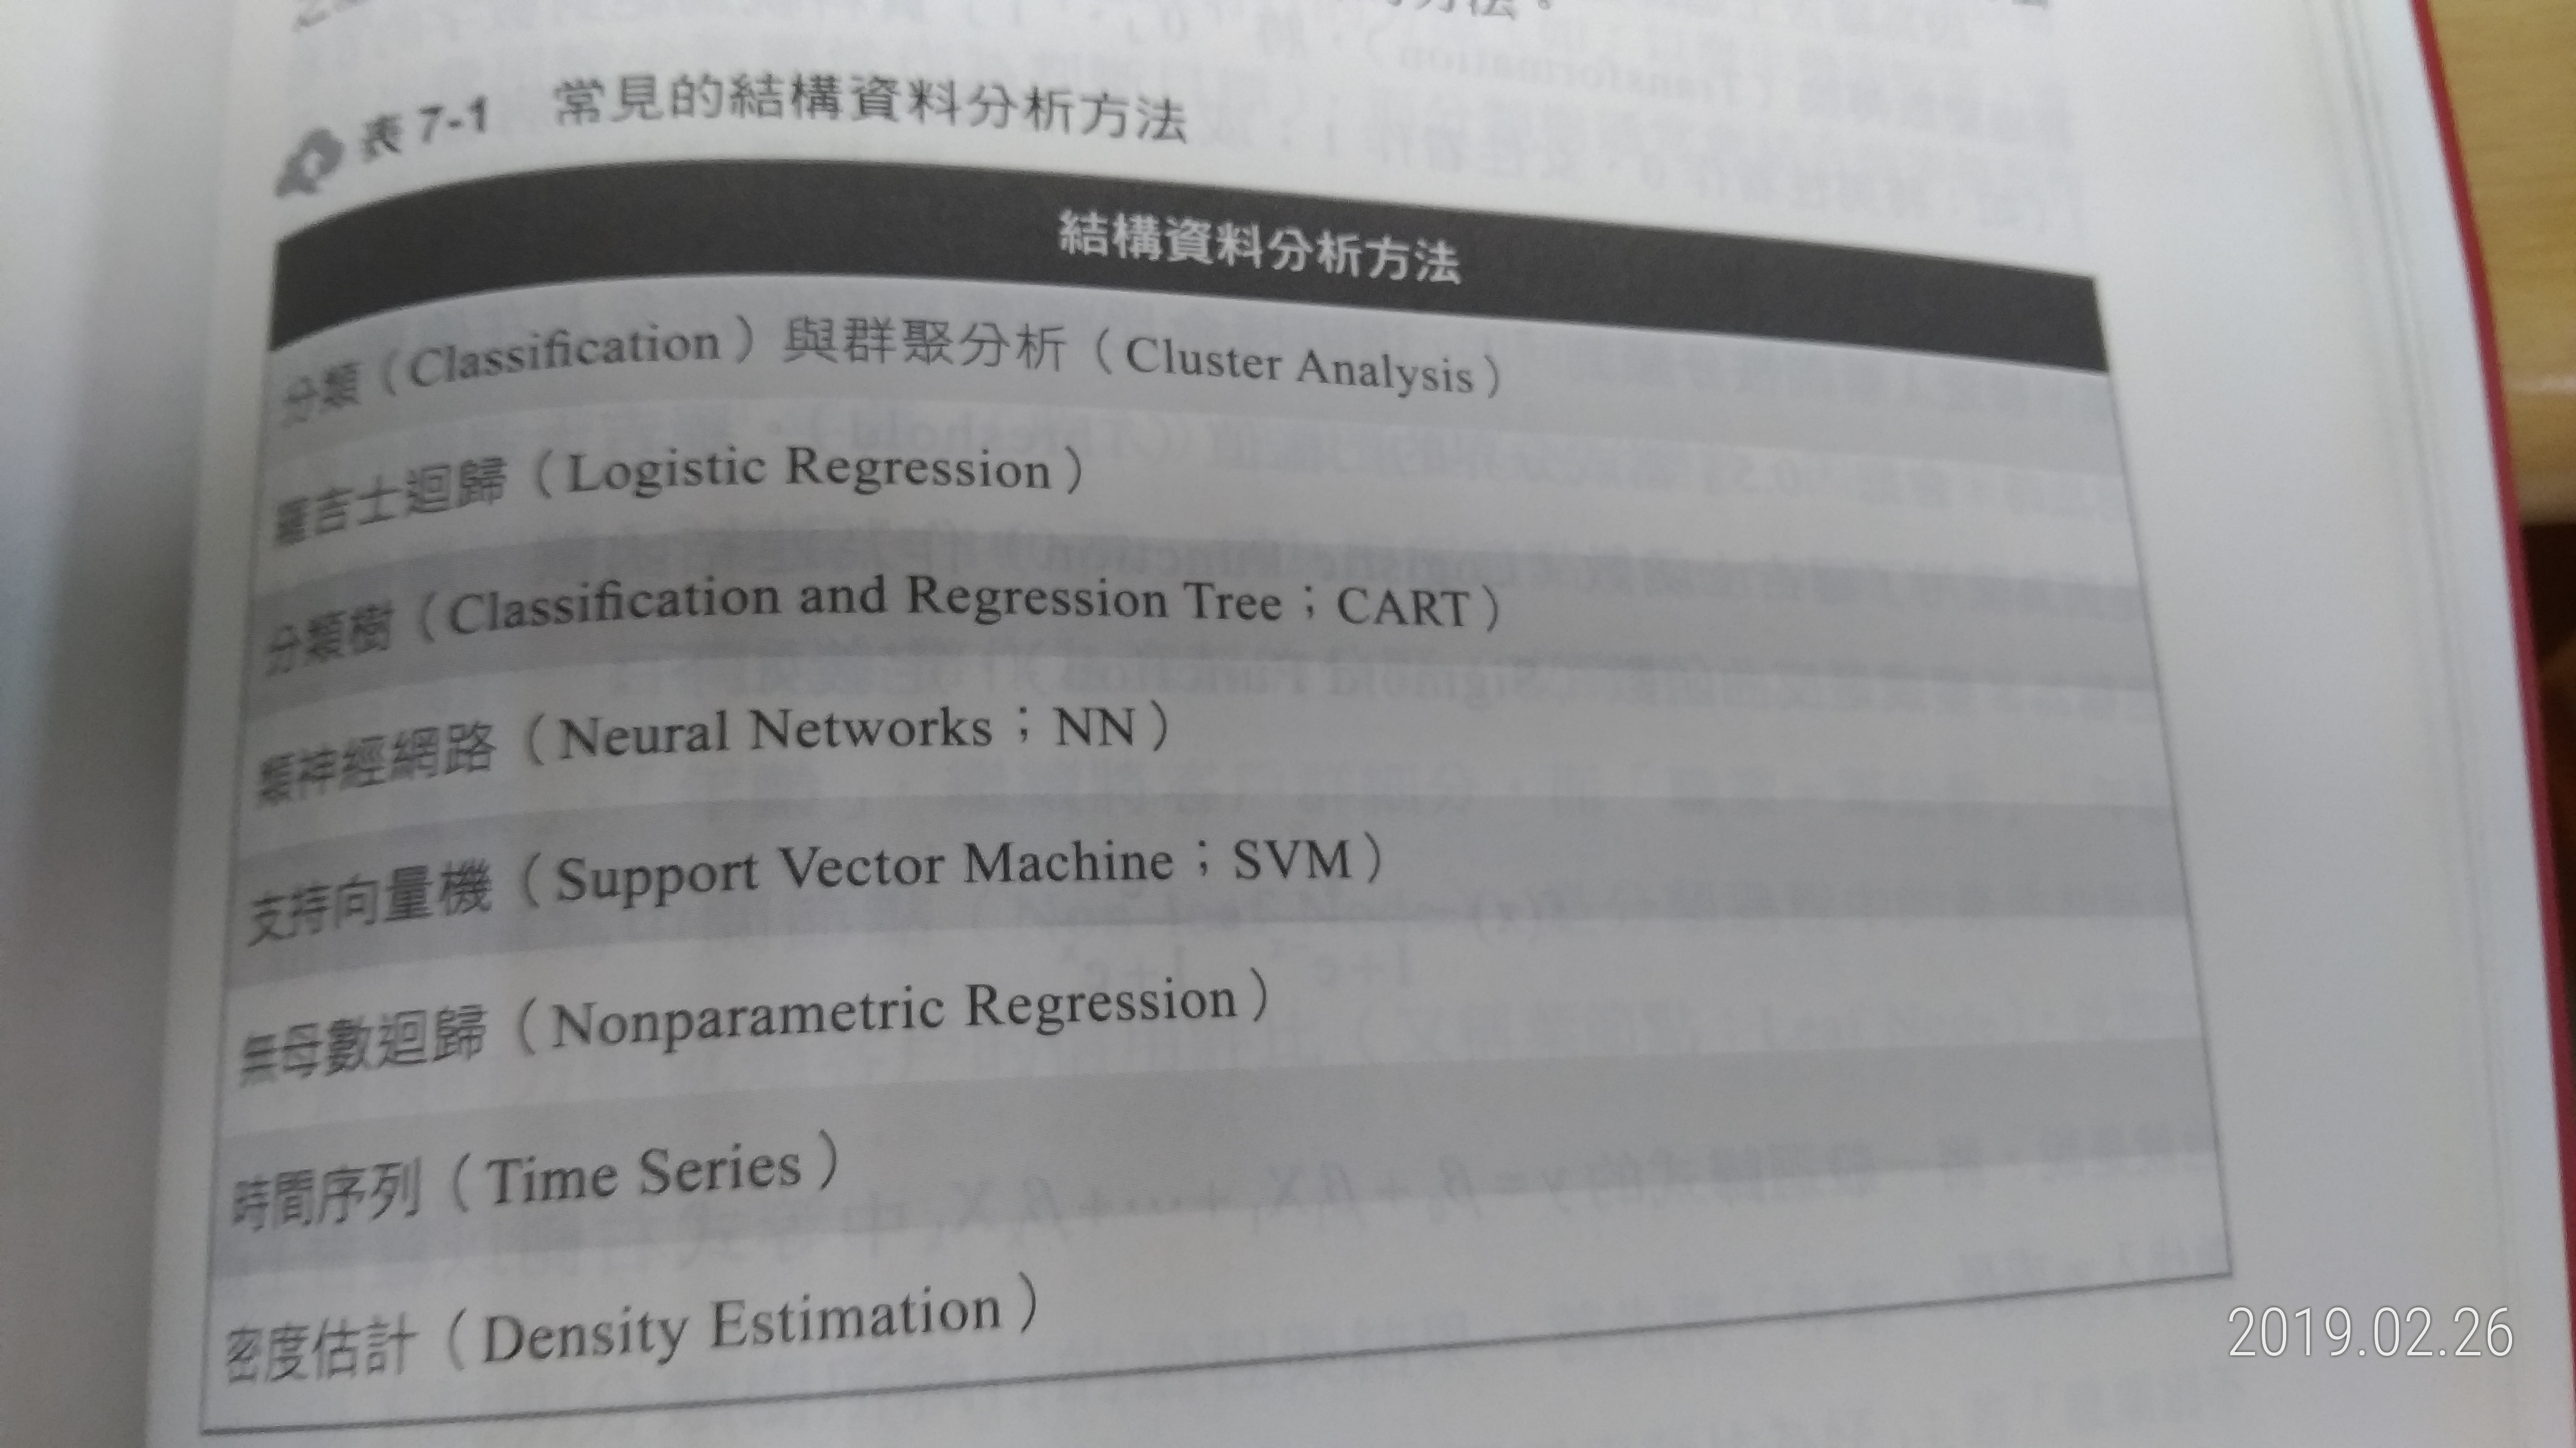 的方法。
表 7-1 常見的結構資料分析方法
結構資料分析方法
分類（Classification）與群聚分析（Cluster Analysis）
羅吉士迴歸（Logistic Regression）
分類樹（Classification and Regression Tree；CART）
類神經網路（Neural Networks；NN）
支持向量機（Support Vector Machine；SVM）
無母數迴歸（Nonparametric Regression）
時間序列（Time Series）
密度估計（Density Estimation）
2019.02.26